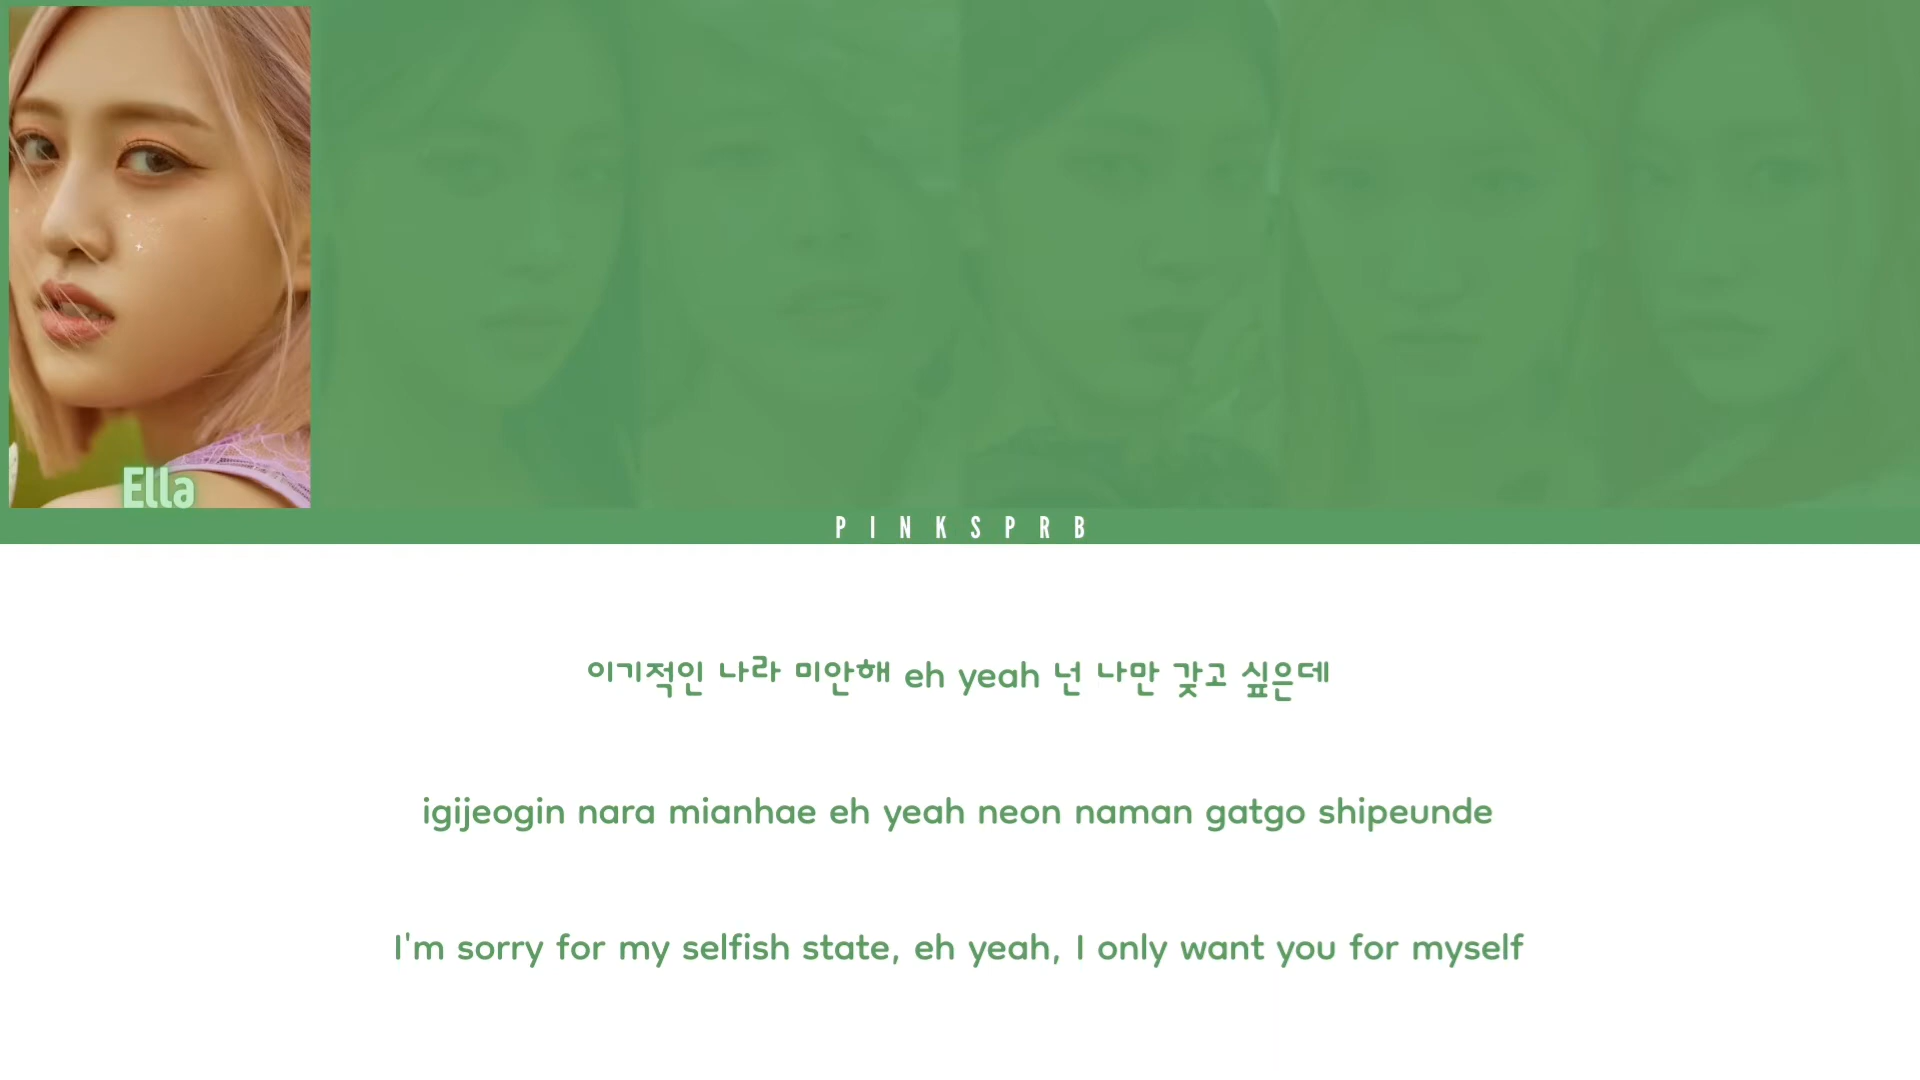 Ella
PINKSPRB
이기적인 나라 미안해 eh yeah 넌 나만 갖고 싶은데
igijeogin nara mianhae eh yeah neon naman gatgo shipeunde
I'm sorry for my selfish state, eh yeah, I only want you for myself